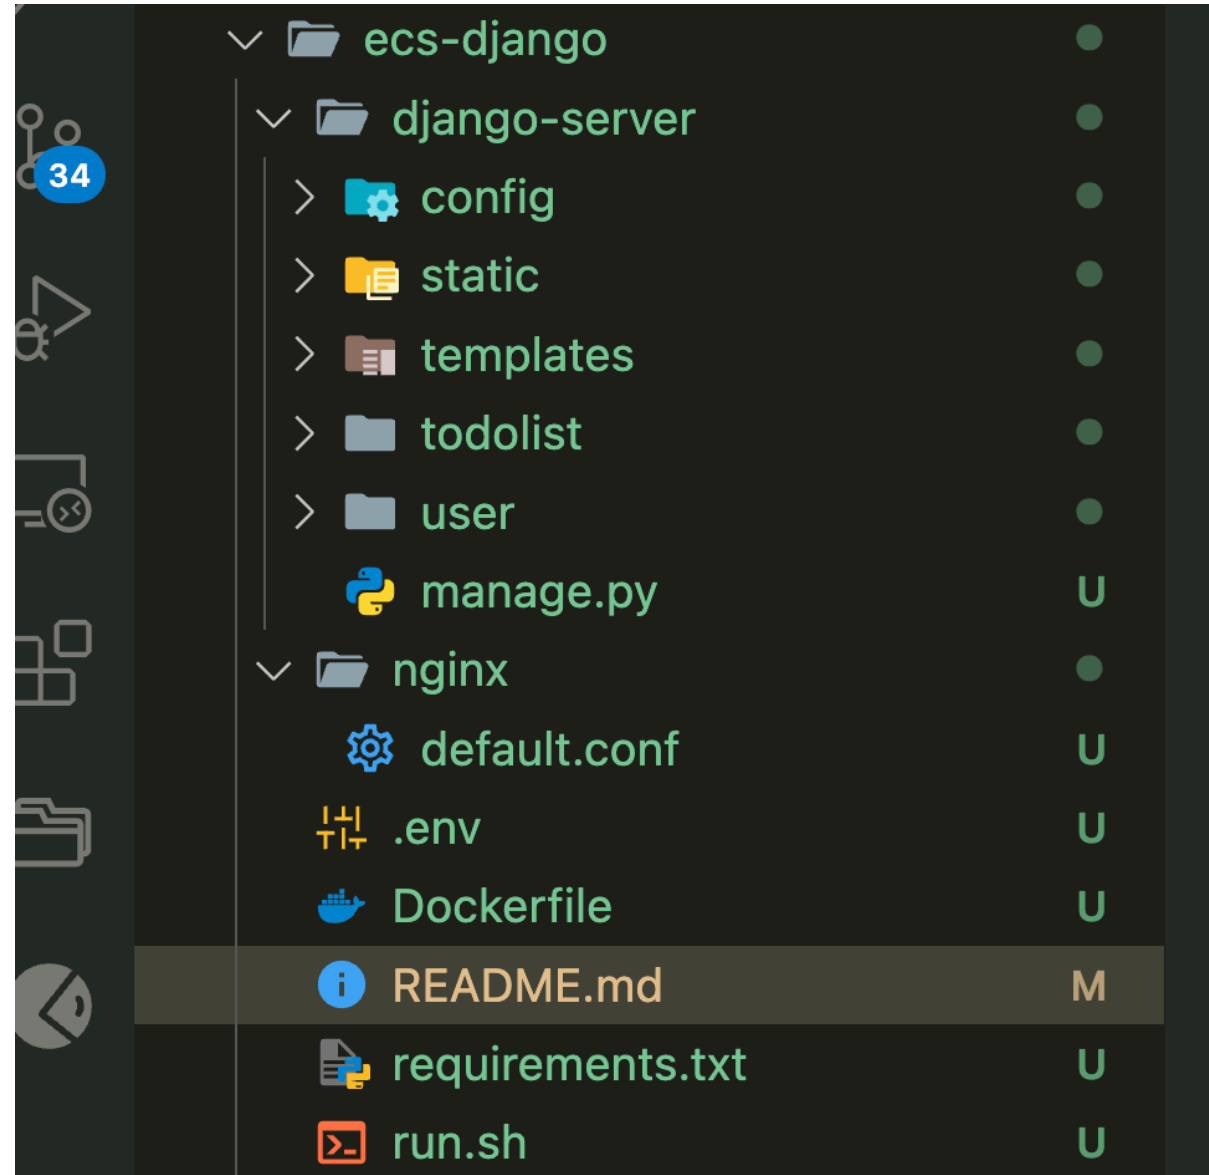 ecs-django
django-server
34
config
static
templates
todolist
user
manage.py U
nginx
default.conf U
.env U
Dockerfile U
README.md M
requirements.txt U
run.sh U